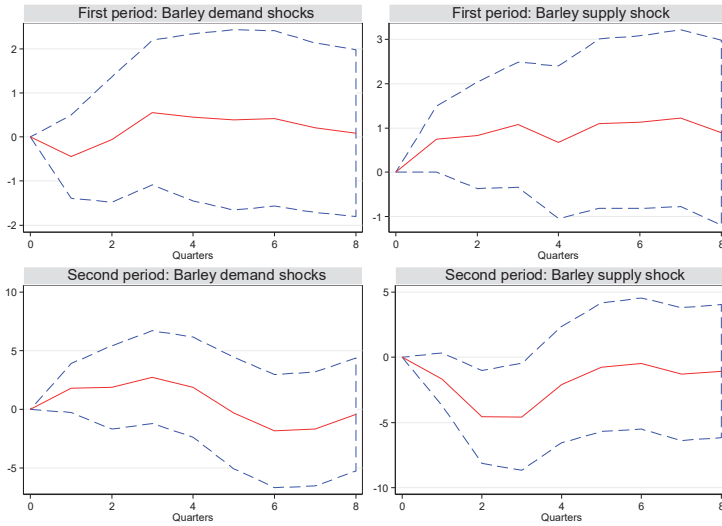 First period: Barley demand shocks
2
1
0
-1
-2
0 2 4 6 8
Quarters
First period: Barley supply shock
3
2
1
0
-1
0 2 4 6 8
Quarters
Second period: Barley demand shocks
10
5
0
-5
0 2 4 6 8
Quarters
Second period: Barley supply shock
5
0
-5
-10
0 2 4 6 8
Quarters